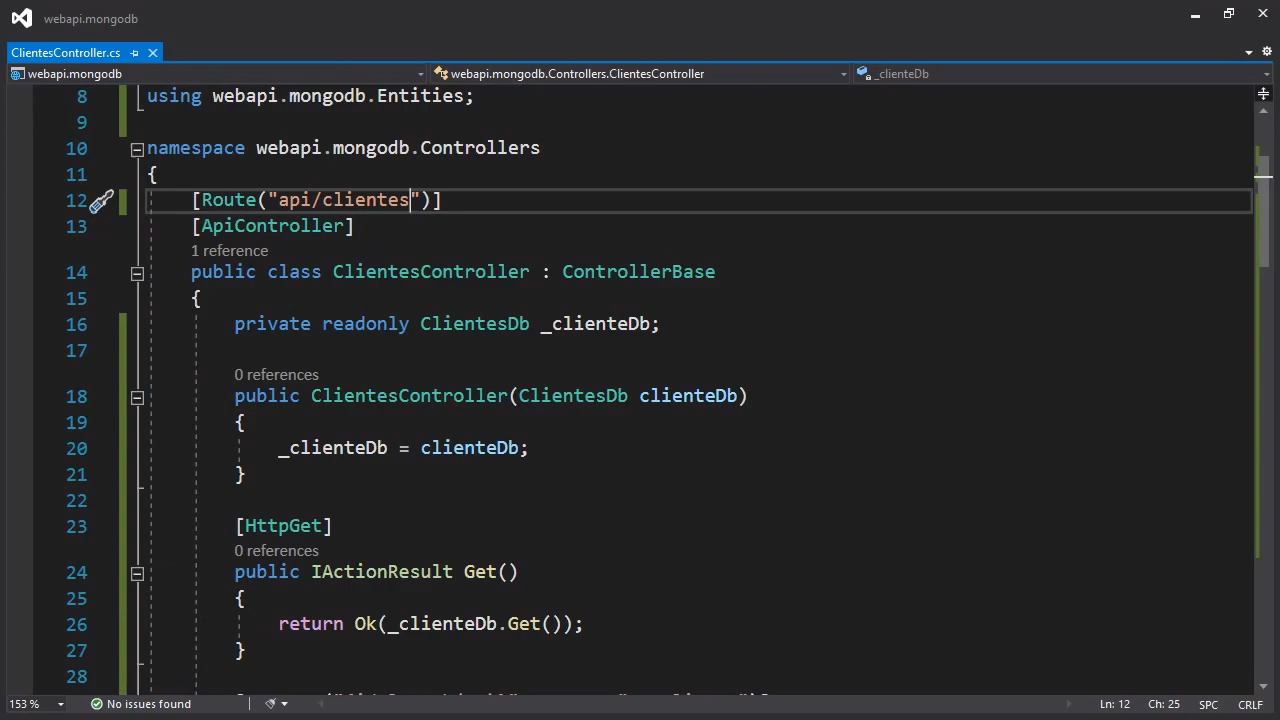 webapi.mongodb
ClientesController.cs
webapi.mongodb
webapi.mongodb.Controllers.ClientesController
_clienteDb
8 using webapi.mongodb.Entities;
9
10 namespace webapi.mongodb.Controllers
11 {
12 [Route("api/clientes")]
13 [ApiController]
1 reference
14 public class ClientesController : ControllerBase
15 {
16 private readonly ClientesDb _clienteDb;
17
0 references
18 public ClientesController(ClientesDb clienteDb)
19 {
20 _clienteDb = clienteDb;
21 }
22
23 [HttpGet]
0 references
24 public IActionResult Get()
25 {
26 return Ok(_clienteDb.Get());
27 }
28
153 % No issues found Ln: 12 Ch: 25 SPC CRLF